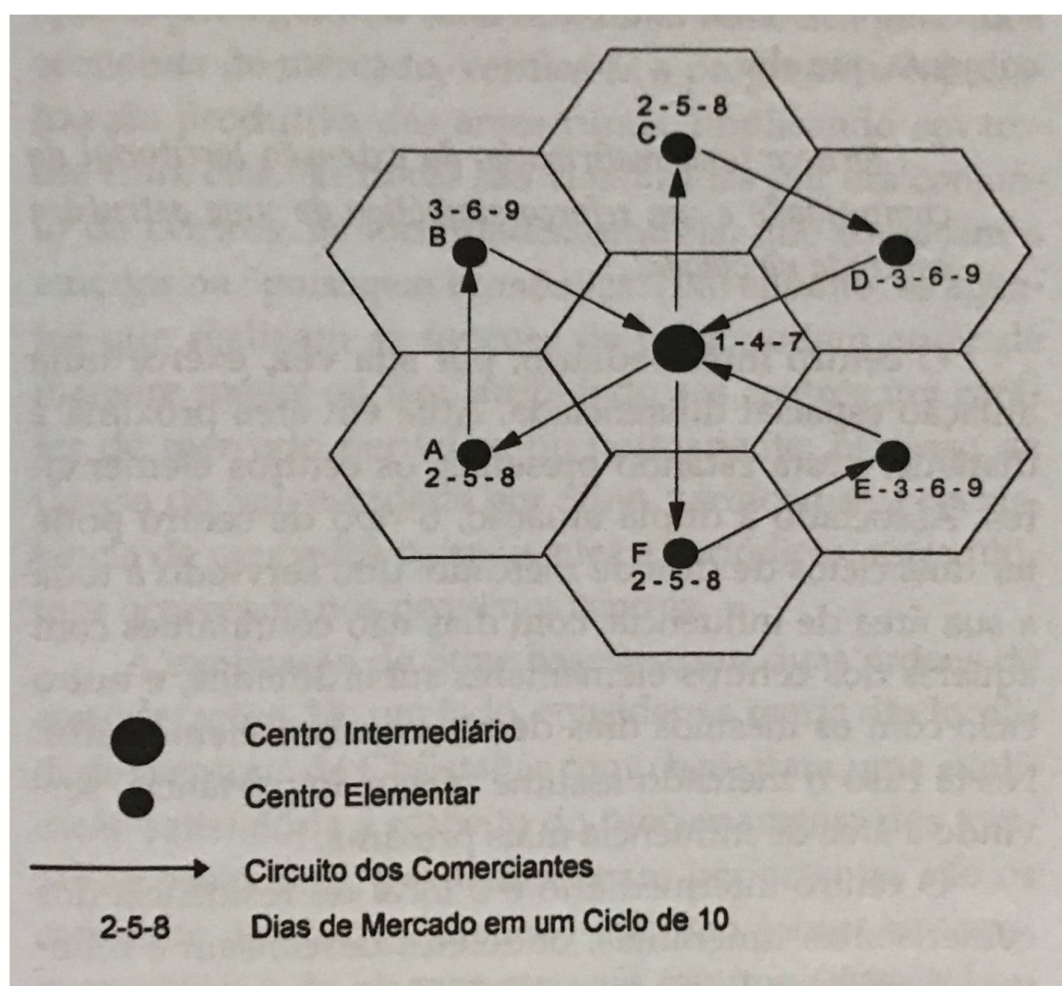 2-5-8
C
3-6-9
B
D-3-6-9
1-4-7
A
2-5-8
E-3-6-9
F
2-5-8
Centro Intermediário
Centro Elementar
Circuito dos Comerciantes
2-5-8 Dias de Mercado em um Ciclo de 10